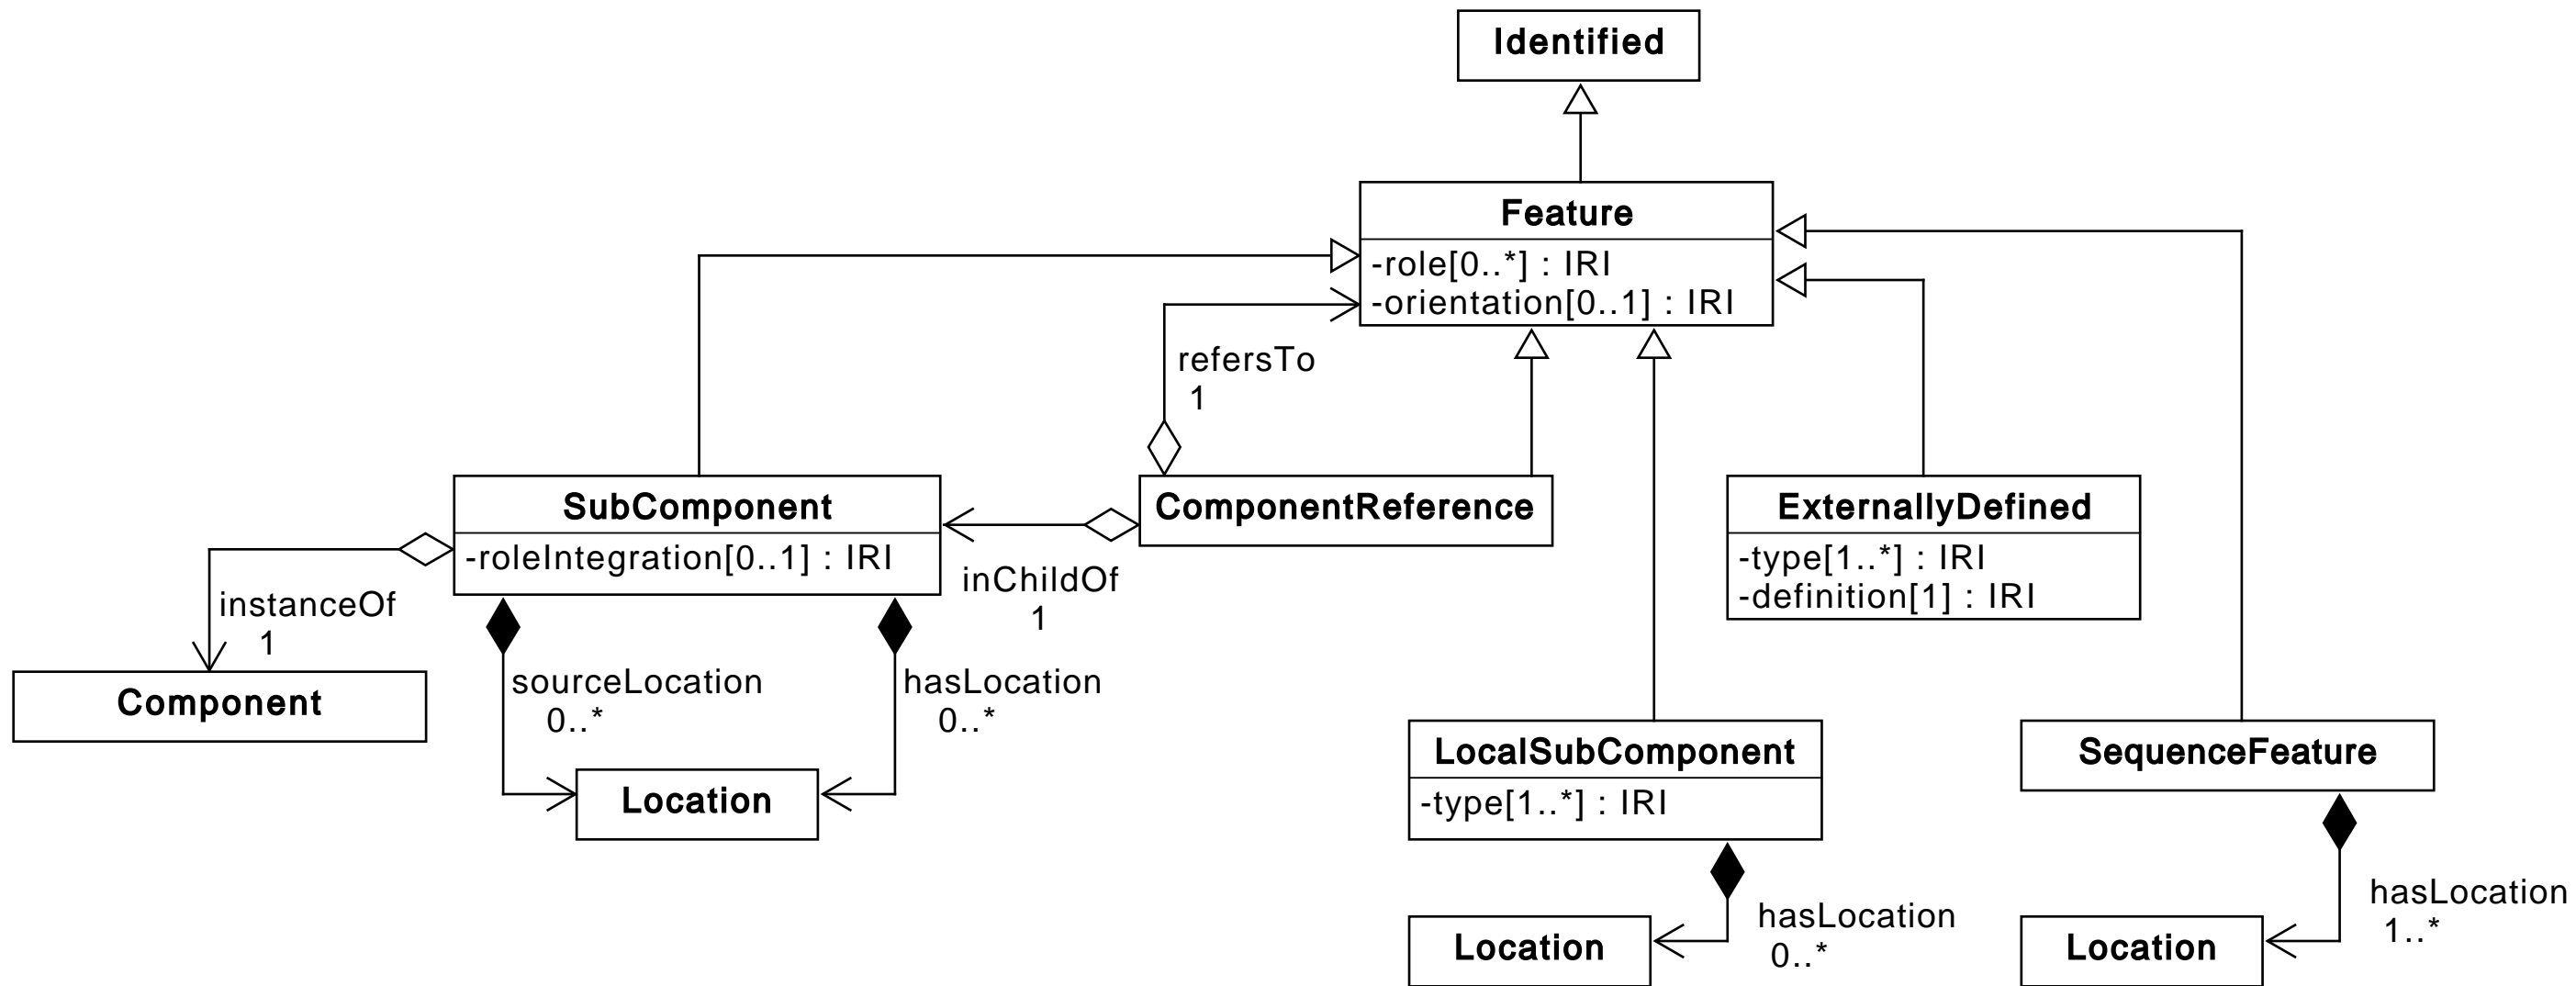 Identified
Feature
-role[0..*] : IRI
-orientation[0..1] : IRI
refersTo
1
SubComponent
-roleIntegration[0..1] : IRI
ComponentReference
ExternallyDefined
-type[1..*] : IRI
-definition[1] : IRI
instanceOf
1
inChildOf
1
Component
sourceLocation
0..*
hasLocation
0..*
Location
LocalSubComponent
-type[1..*] : IRI
SequenceFeature
hasLocation
0..*
Location
hasLocation
1..*
Location